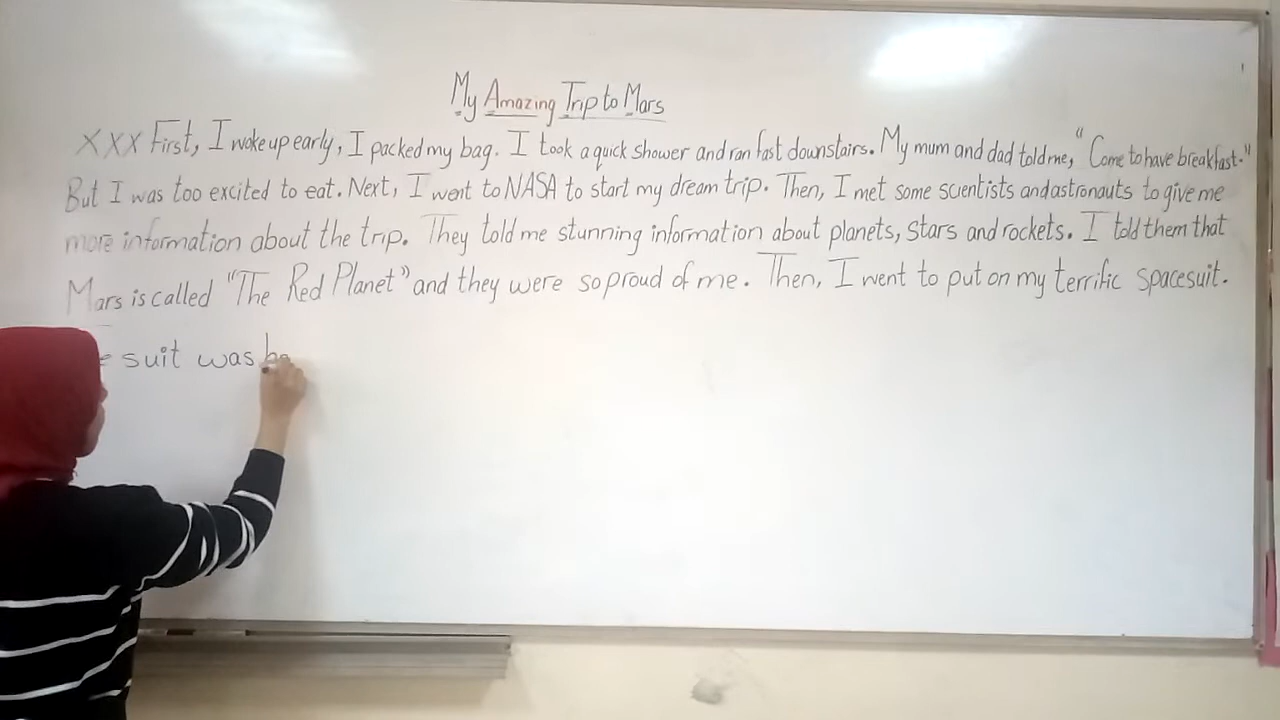 My Amazing Trip to Mars
XXX First, I woke up early, I packed my bag. I took a quick shower and ran fast downstairs. My mum and dad told me, "Come to have breakfast."
But I was too excited to eat. Next, I went to NASA to start my dream trip. Then, I met some scientists and astronauts to give me
more information about the trip. They told me stunning information about planets, stars and rockets. I told them that
Mars is called "The Red Planet" and they were so proud of me. Then, I went to put on my terrific spacesuit.
suit was